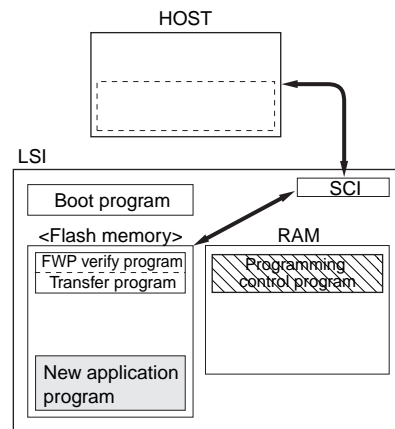 HOST
LSI
SCI
Boot program
<Flash memory>
RAM
FWP verify program
Transfer program
Programming
control program
New application
program